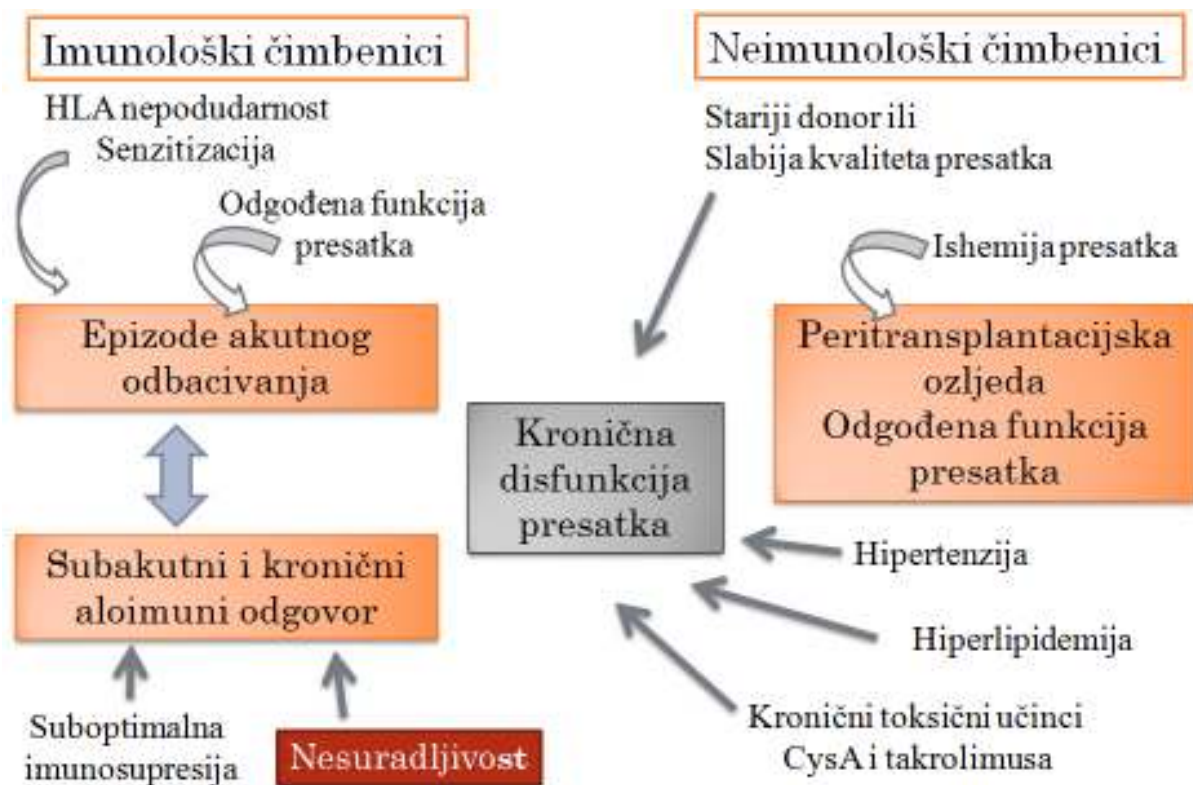 Imunološki čimbenici
HLA nepodudarnost
Senzitizacija
Odgođena funkcija
presatka
Epizode akutnog
odbacivanja
Subakutni i kronični
aloimuni odgovor
Suboptimalna
imunosupresija
Nesuradljivost
Kronična
disfunkcija
presatka
Neimunološki čimbenici
Stariji donor ili
Slabija kvaliteta presatka
Ishemija presatka
Peritransplantacijska
ozljeda
Odgođena funkcija
presatka
Hipertenzija
Hiperlipidemija
Kronični toksični učinci
CysA i takrolimusa